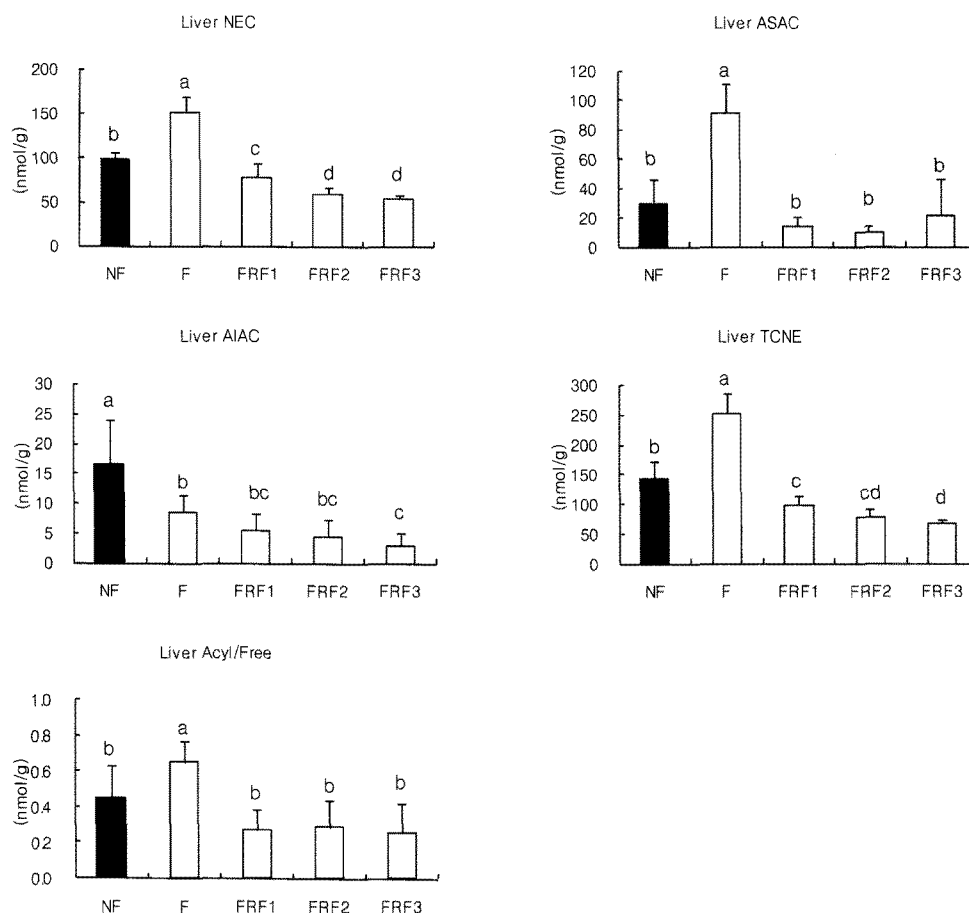 Liver NEC
(nmol/g)
200
150
100
50
0
b
a
c
d
d
NF F FRF1 FRF2 FRF3
Liver ASAC
(nmol/g)
120
100
80
60
40
20
0
b
a
b
b
b
NF F FRF1 FRF2 FRF3
Liver AIAC
(nmol/g)
30
25
20
15
10
5
0
a
b
bc
bc
c
NF F FRF1 FRF2 FRF3
Liver TCNE
(nmol/g)
300
250
200
150
100
50
0
b
a
c
cd
d
NF F FRF1 FRF2 FRF3
Liver Acyl/Free
(nmol/g)
1.0
0.8
0.6
0.4
0.2
0.0
b
a
b
b
b
NF F FRF1 FRF2 FRF3